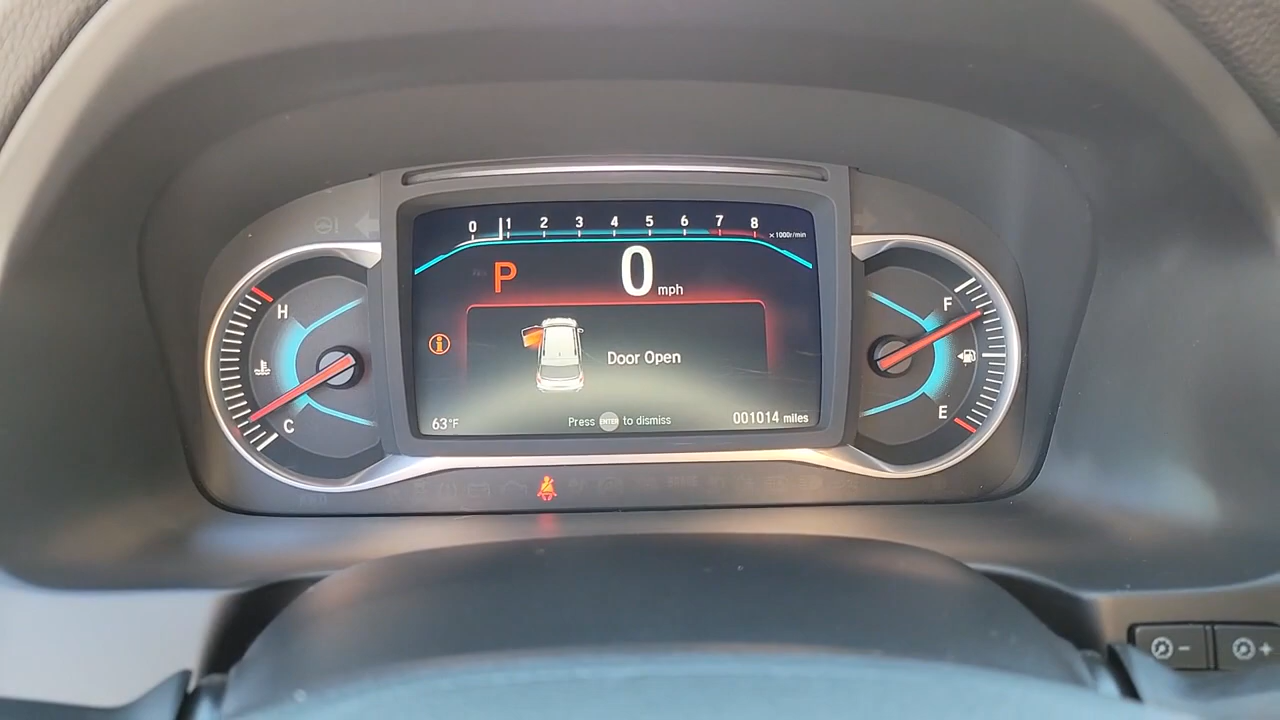 0 1 2 3 4 5 6 7 8 x1000r/min
P 0 mph
H
F
Door Open
C
E
63°F
Press ENTER to dismiss
001014 miles